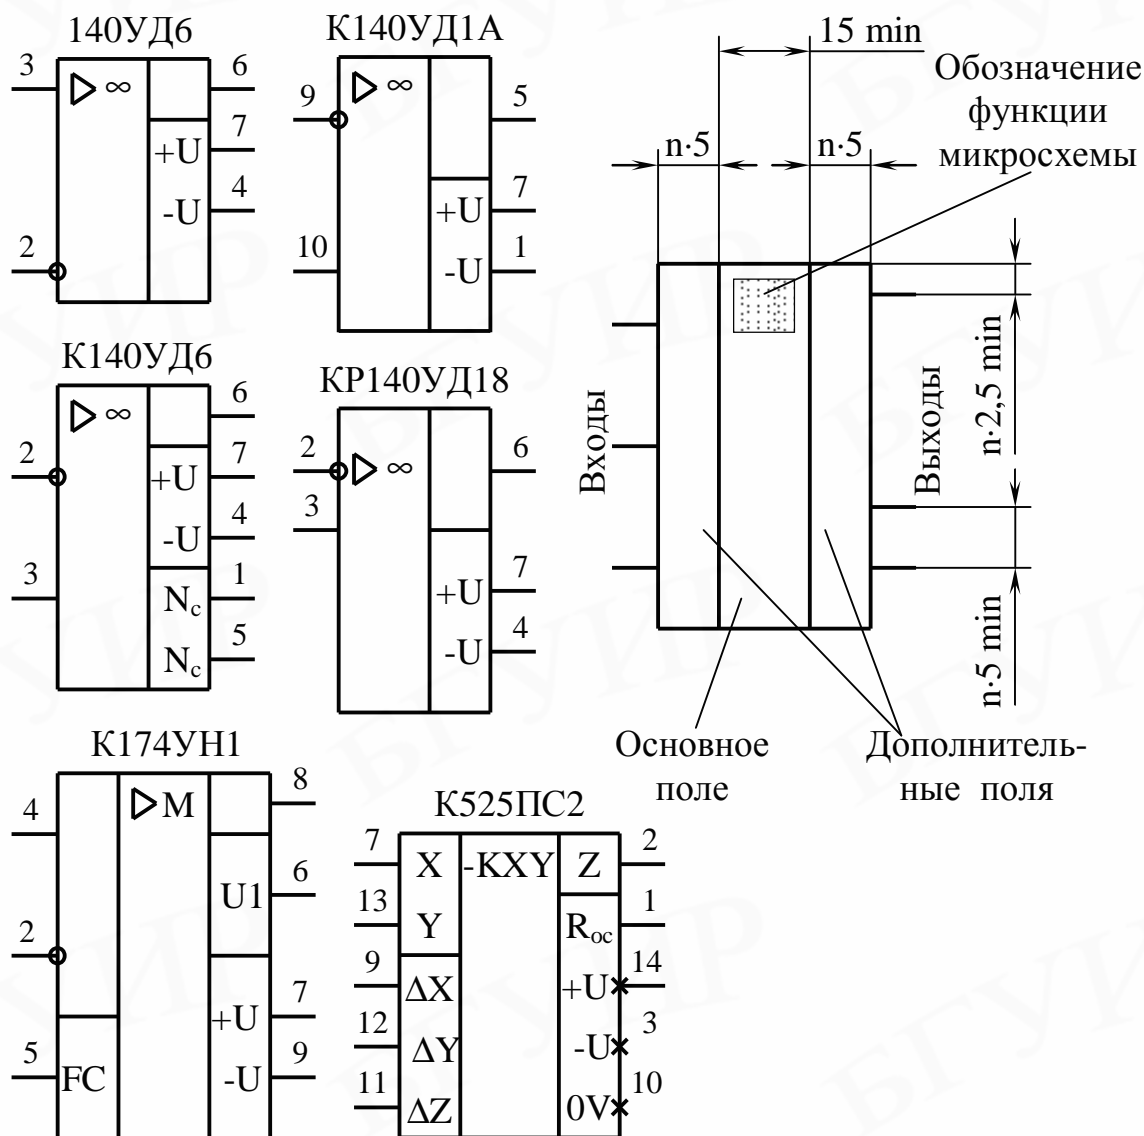 140УД6
3
▷ ∞
6
7
+U
4
-U
2
К140УД1А
9
▷ ∞
5
7
+U
10
1
-U
15 min
Обозначение
функции
микросхемы
n·5
n·5
Входы
Выходы
n·2,5 min
n·5 min
Основное
поле
Дополнитель-
ные поля
К140УД6
▷ ∞
6
2
7
+U
4
-U
3
1
Nc
5
Nc
КР140УД18
2
▷ ∞
6
3
7
+U
4
-U
К174УН1
▷ M
8
4
6
U1
2
7
+U
5
9
FC
-U
К525ПС2
7
X
-KXY
Z
2
13
Y
Rос
1
9
ΔX
+U
14
12
ΔY
-U
3
11
ΔZ
0V
10
БГУИР